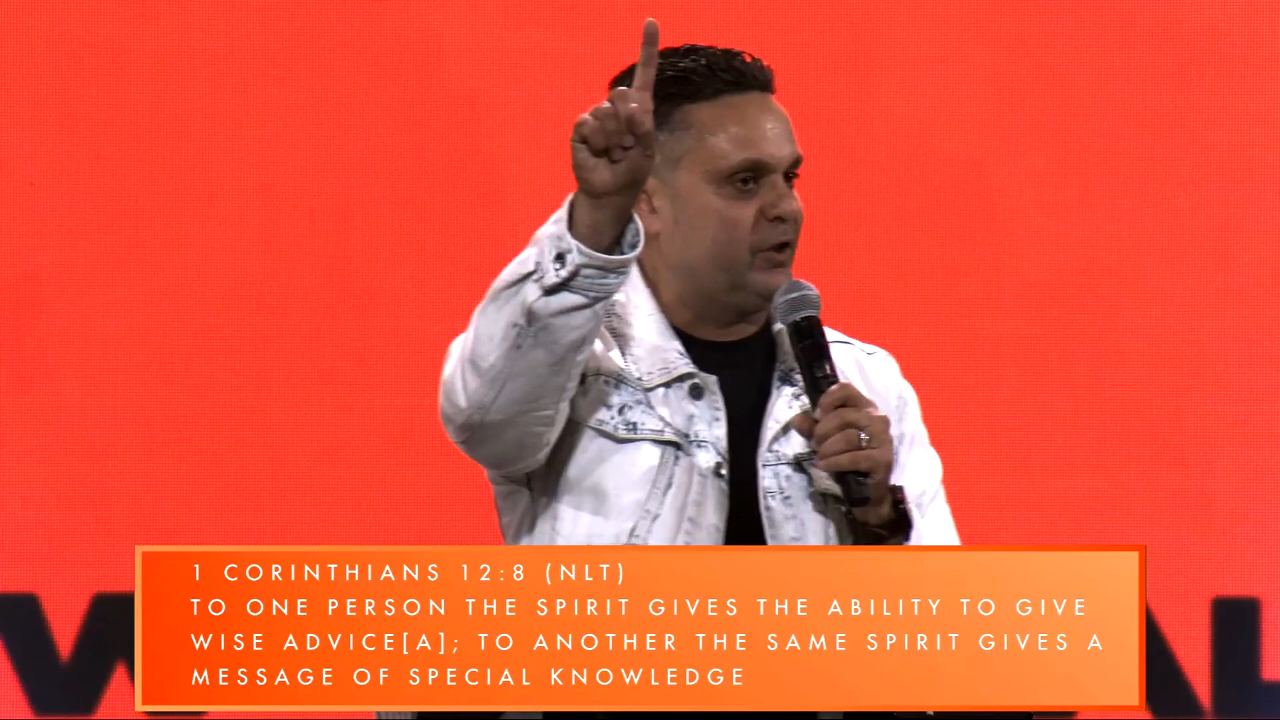 1 CORINTHIANS 12:8 (NLT)
TO ONE PERSON THE SPIRIT GIVES THE ABILITY TO GIVE
WISE ADVICE[A]; TO ANOTHER THE SAME SPIRIT GIVES A
MESSAGE OF SPECIAL KNOWLEDGE